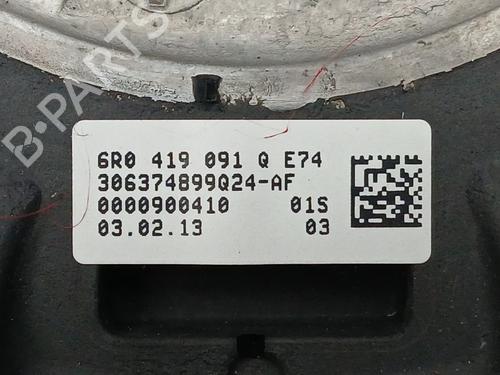 B-PARTS
6R0 419 091 Q E74
306374899Q24-AF
0000900410 01S
03.02.13 03